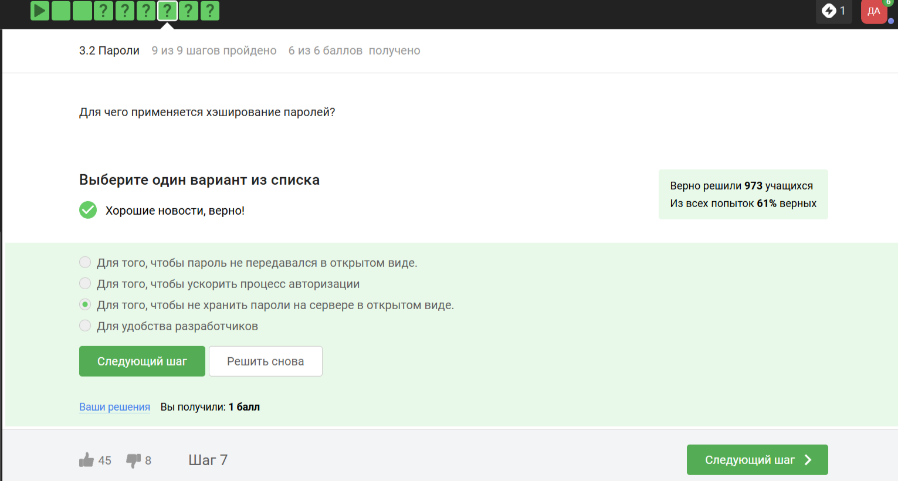 ? ? ? ? ? ?
1
ДА
6
3.2 Пароли 9 из 9 шагов пройдено 6 из 6 баллов получено
Для чего применяется хэширование паролей?
Выберите один вариант из списка
Хорошие новости, верно!
Верно решили 973 учащихся
Из всех попыток 61% верных
Для того, чтобы пароль не передавался в открытом виде.
Для того, чтобы ускорить процесс авторизации
Для того, чтобы не хранить пароли на сервере в открытом виде.
Для удобства разработчиков
Следующий шаг Решить снова
Ваши решения Вы получили: 1 балл
45 8 Шаг 7 Следующий шаг